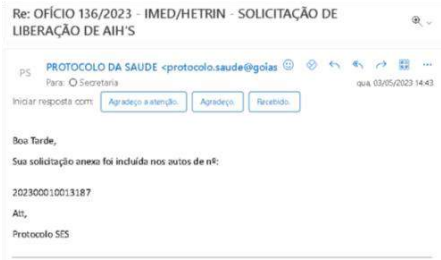 Re: OFÍCIO 136/2023 - IMED/HETRIN - SOLICITAÇÃO DE
LIBERAÇÃO DE AIH'S
PS
PROTOCOLO DA SAUDE <protocolo.saude@goias
Para: Secretaria
qua, 03/05/2023 14:43
Iniciar resposta com: Agradeço a atenção. Agradeço. Recebido.
Boa Tarde,
Sua solicitação anexa foi incluída nos autos de nº:
202300010013187
Att,
Protocolo SES